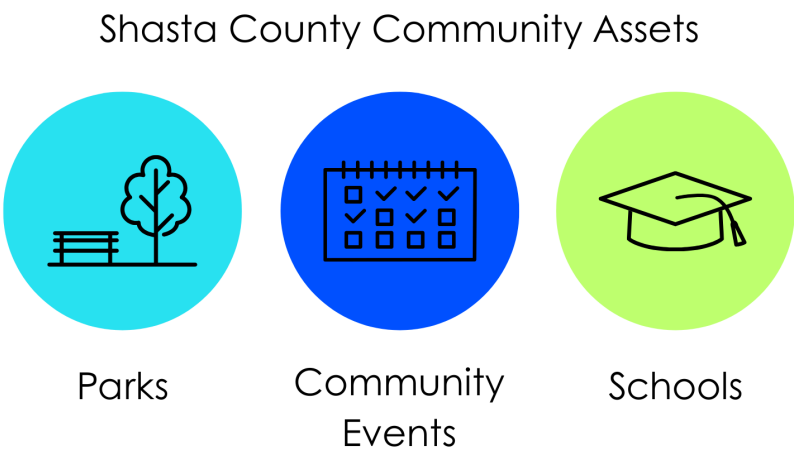 Shasta County Community Assets
Parks
Community
Events
Schools